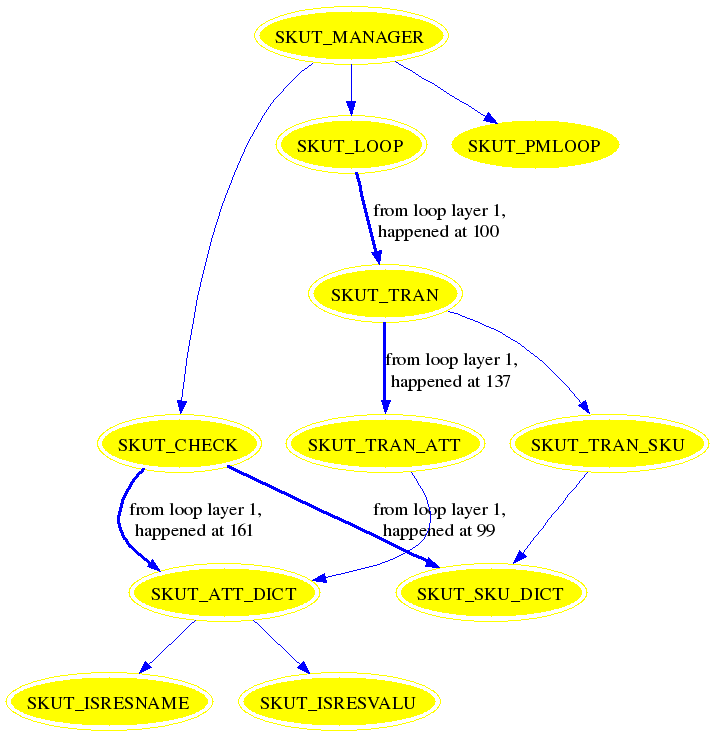 SKUT_MANAGER
SKUT_LOOP
SKUT_PMLOOP
from loop layer 1,
happened at 100
SKUT_TRAN
from loop layer 1,
happened at 137
SKUT_CHECK
SKUT_TRAN_ATT
SKUT_TRAN_SKU
from loop layer 1,
happened at 161
from loop layer 1,
happened at 99
SKUT_ATT_DICT
SKUT_SKU_DICT
SKUT_ISRESNAME
SKUT_ISRESVALU